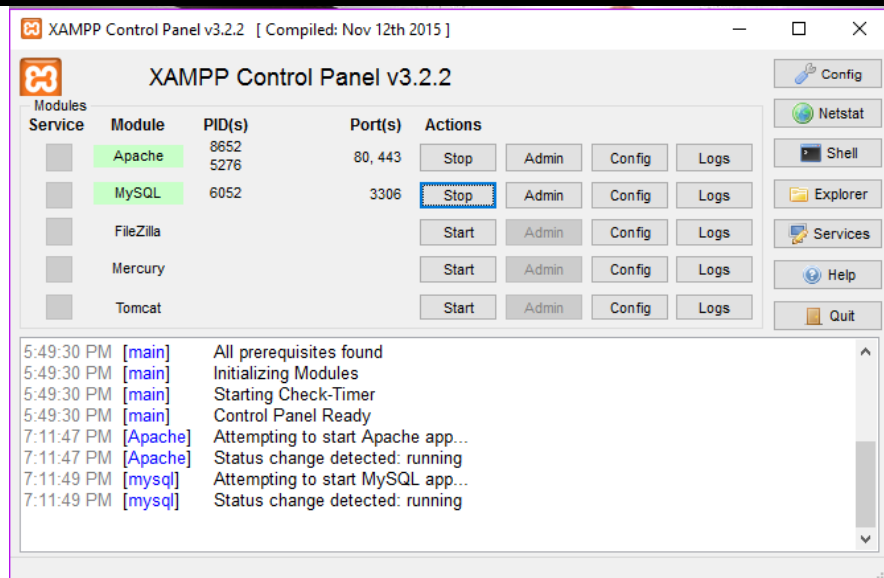 XAMPP Control Panel v3.2.2 [ Compiled: Nov 12th 2015 ]
XAMPP Control Panel v3.2.2
Config
Modules
Netstat
Service Module PID(s) Port(s) Actions
Apache 8652 5276 80, 443 Stop Admin Config Logs
Shell
MySQL 6052 3306 Stop Admin Config Logs
Explorer
FileZilla Start Admin Config Logs
Services
Mercury Start Admin Config Logs
Help
Tomcat Start Admin Config Logs
Quit
5:49:30 PM [main] All prerequisites found
5:49:30 PM [main] Initializing Modules
5:49:30 PM [main] Starting Check-Timer
5:49:30 PM [main] Control Panel Ready
7:11:47 PM [Apache] Attempting to start Apache app...
7:11:47 PM [Apache] Status change detected: running
7:11:49 PM [mysql] Attempting to start MySQL app...
7:11:49 PM [mysql] Status change detected: running